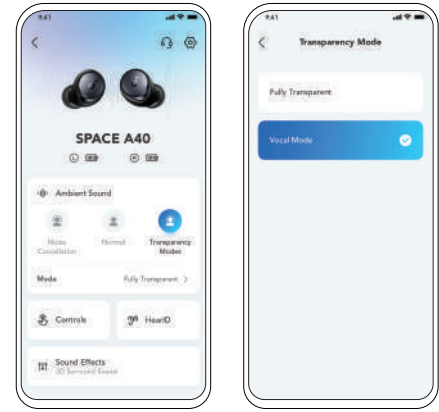 9:41
SPACE A40
L
R
Ambient Sound
Noise
Cancellation
Normal
Transparency
Modes
Mode
Fully Transparent >
Controls
HearID
Sound Effects
3D Surround Sound
9:41
Transparency Mode
Fully Transparent
Vocal Mode